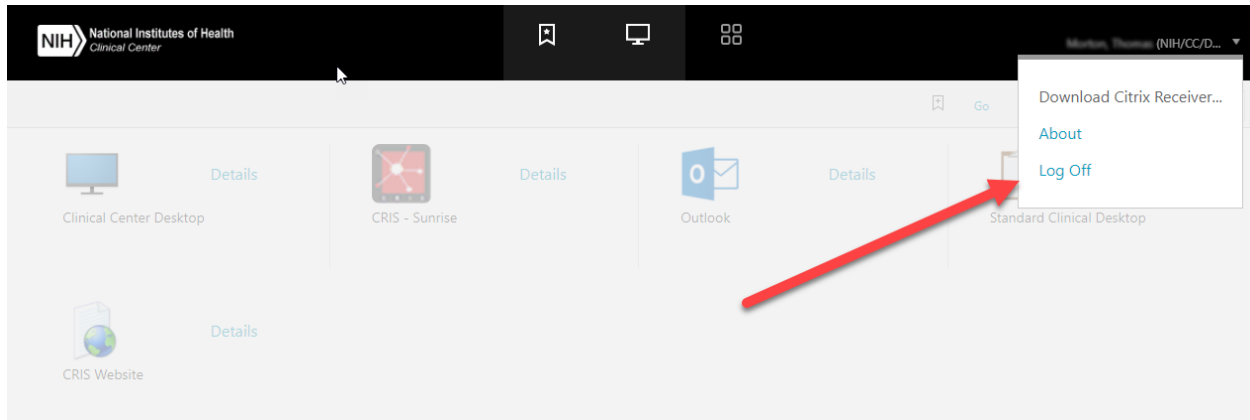 NIH National Institutes of Health
Clinical Center
(NIH/CC/D...
Download Citrix Receiver...
About
Log Off
Go
Details
Details
Details
Clinical Center Desktop
CRIS - Sunrise
Outlook
Standard Clinical Desktop
Details
CRIS Website